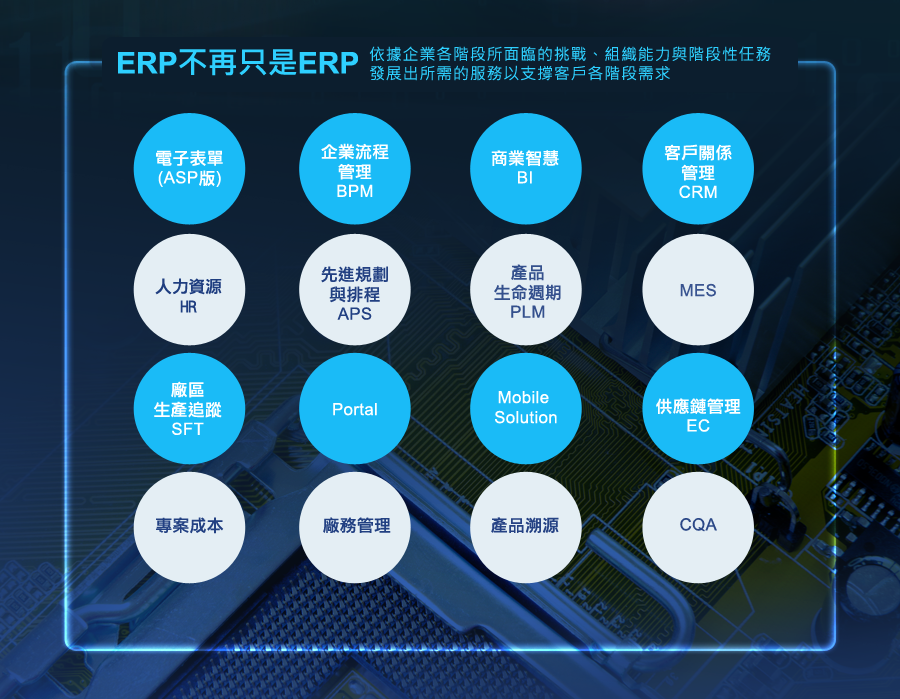 ERP不再只是ERP
依據企業各階段所面臨的挑戰、組織能力與階段性任務
發展出所需的服務以支撐客戶各階段需求
電子表單
(ASP版)
企業流程
管理
BPM
商業智慧
BI
客戶關係
管理
CRM
人力資源
HR
先進規劃
與排程
APS
產品
生命週期
PLM
MES
廠區
生產追蹤
SFT
Portal
Mobile
Solution
供應鏈管理
EC
專案成本
廠務管理
產品溯源
CQA